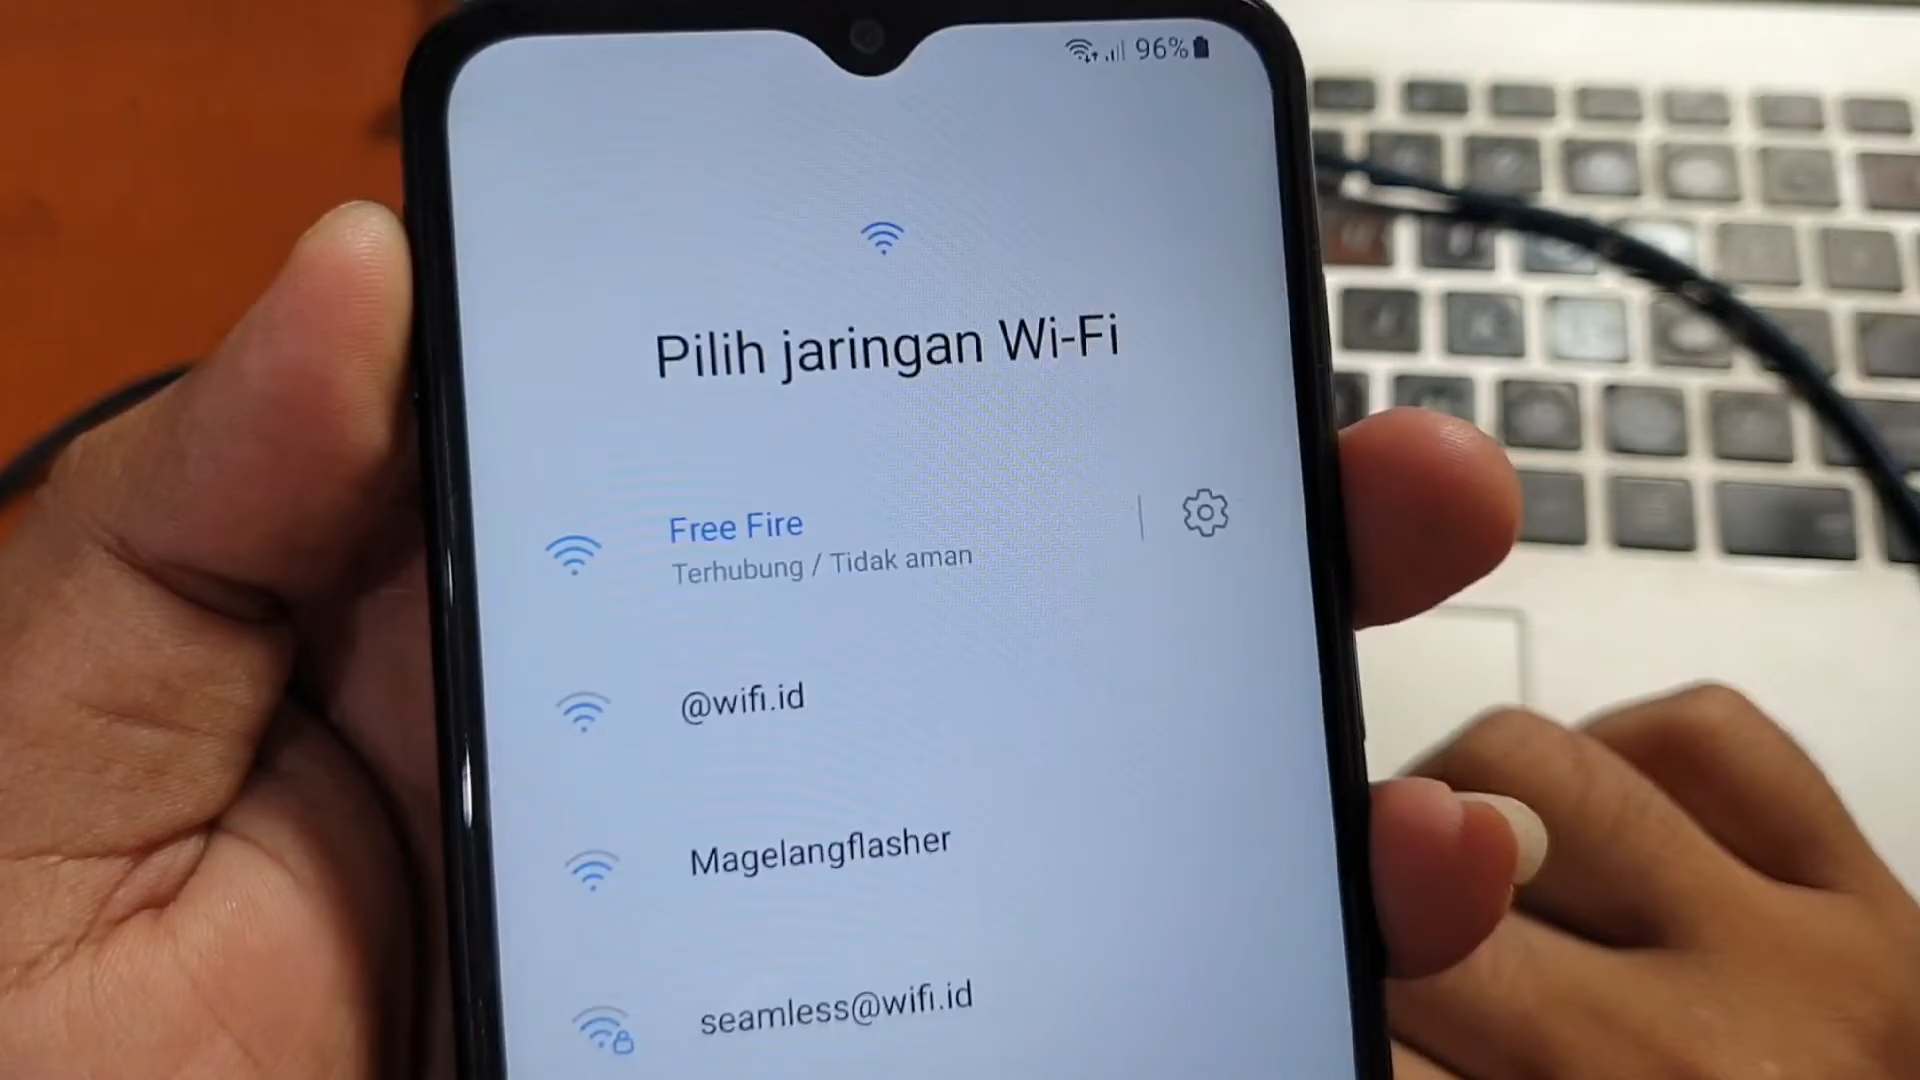 96%
Pilih jaringan Wi-Fi
Free Fire
Terhubung / Tidak aman
@wifi.id
Magelangflasher
seamless@wifi.id